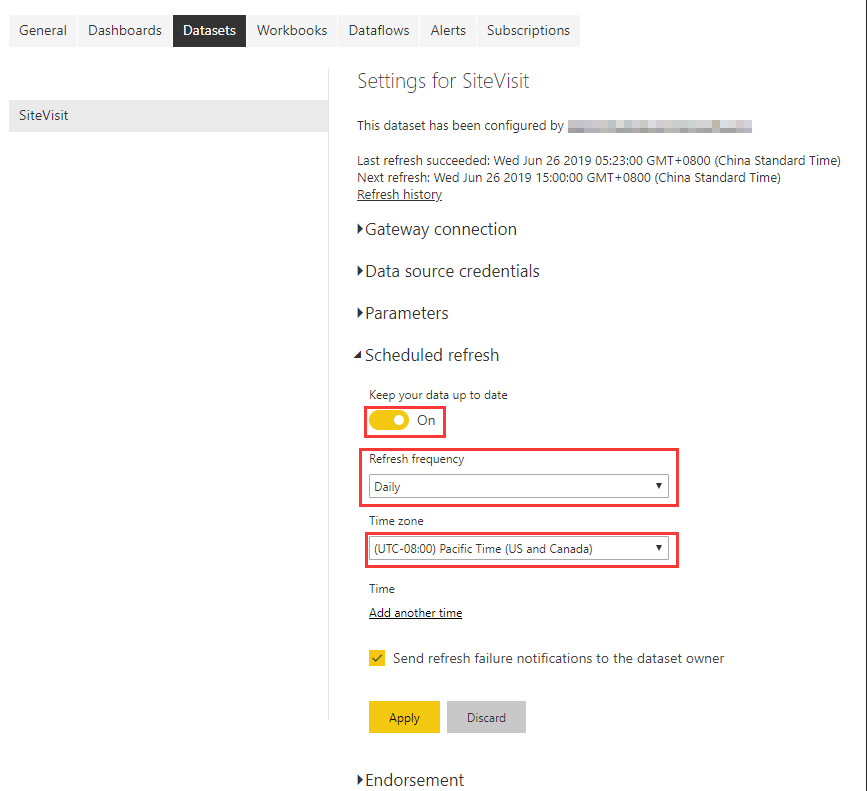 General Dashboards Datasets Workbooks Dataflows Alerts Subscriptions
SiteVisit
Settings for SiteVisit
This dataset has been configured by
Last refresh succeeded: Wed Jun 26 2019 05:23:00 GMT+0800 (China Standard Time)
Next refresh: Wed Jun 26 2019 15:00:00 GMT+0800 (China Standard Time)
Refresh history
Gateway connection
Data source credentials
Parameters
Scheduled refresh
Keep your data up to date
On
Refresh frequency
Daily
Time zone
(UTC-08:00) Pacific Time (US and Canada)
Time
Add another time
Send refresh failure notifications to the dataset owner
Apply Discard
Endorsement